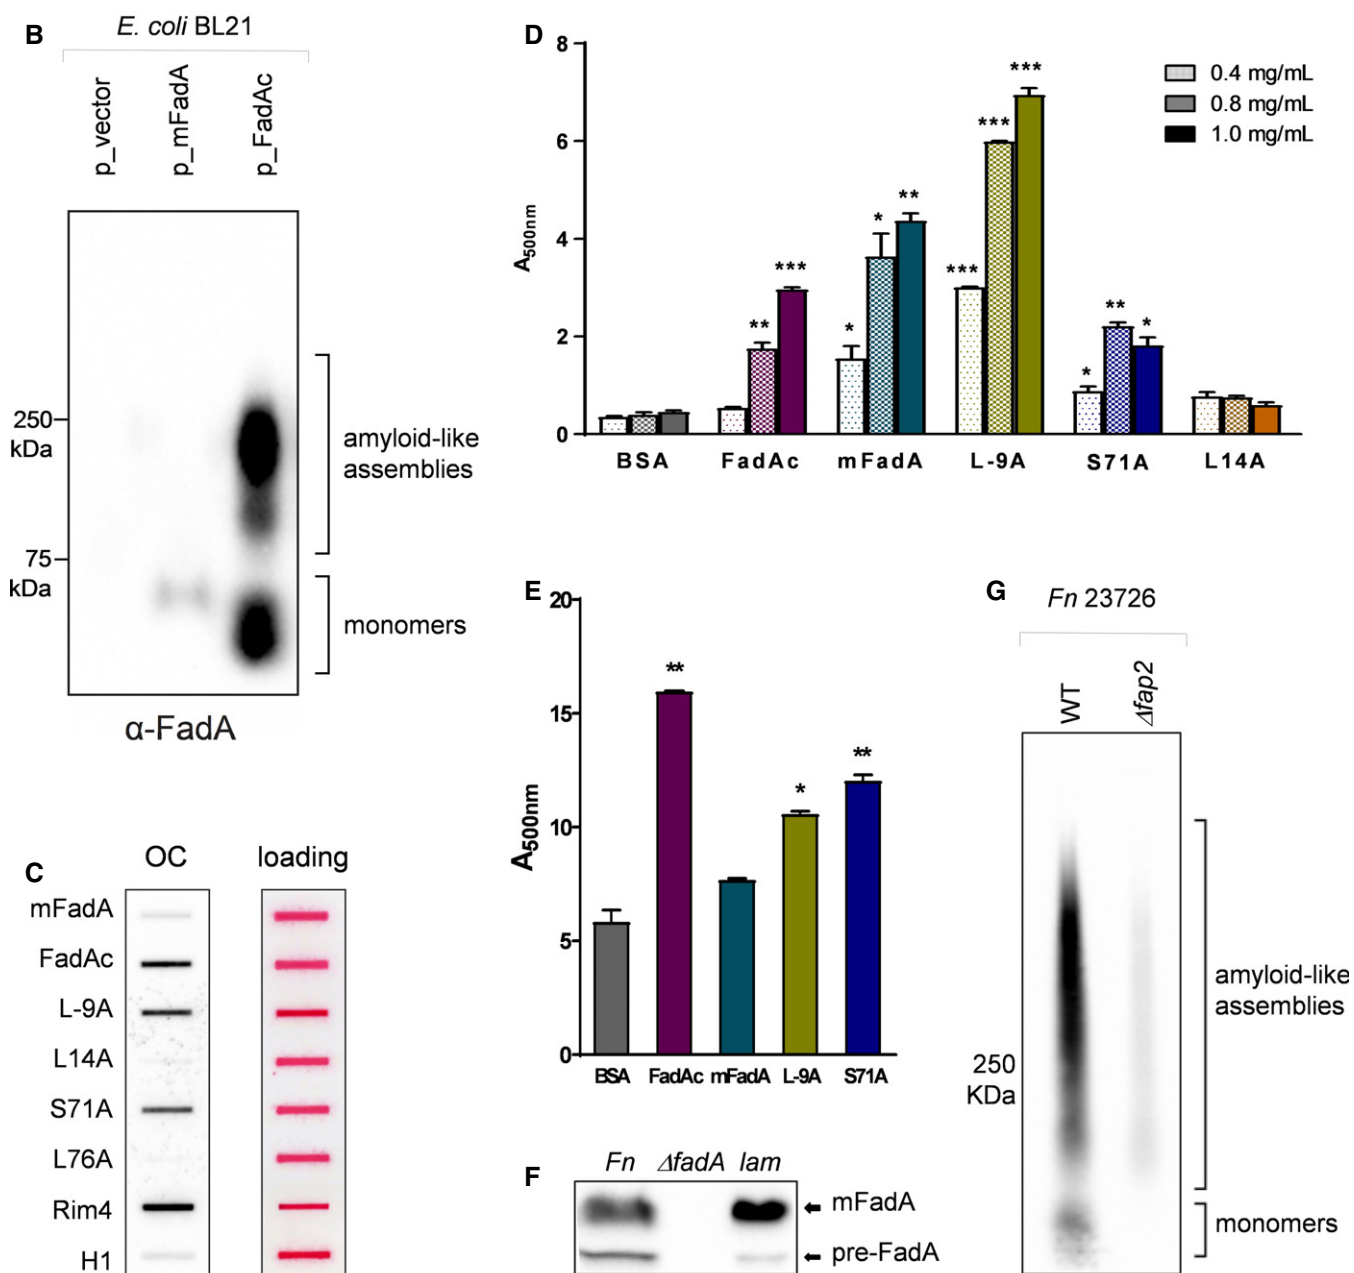 B
E. coli BL21
p_vector
p_mFadA
p_FadAc
250
kDa
75
kDa
amyloid-like
assemblies
monomers
α-FadA
C
OC
loading
mFadA
FadAc
L-9A
L14A
S71A
L76A
Rim4
H1
D
8
6
4
2
0
A500nm
0.4 mg/mL
0.8 mg/mL
1.0 mg/mL
** ***
* * **
*** *** ***
* ** *
BSA FadAc mFadA L-9A S71A L14A
E
20
15
10
5
0
A500nm
** * **
BSA FadAc mFadA L-9A S71A
F
Fn ΔfadA lam
mFadA
pre-FadA
G
Fn 23726
WT
Δfap2
250
KDa
amyloid-like
assemblies
monomers